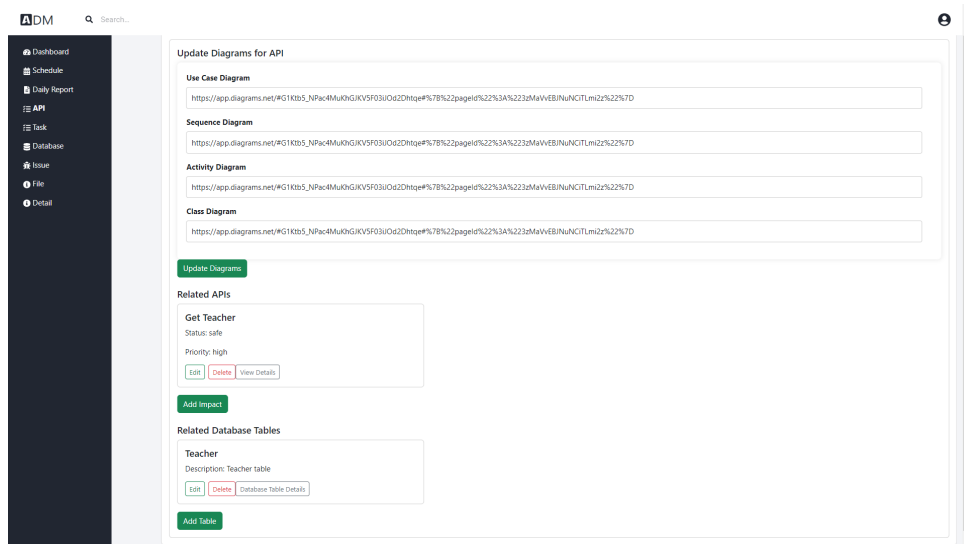 ADM
Search...
Dashboard
Schedule
Daily Report
API
Task
Database
Issue
File
Detail
Update Diagrams for API
Use Case Diagram
https://app.diagrams.net/#G1Ktb5_NPac4MuKhGJKV5F03iUOd2Dhtqe#%7B%22pageId%22%3A%223zMaVvEBJNuNCiTLmi2z%22%7D
Sequence Diagram
https://app.diagrams.net/#G1Ktb5_NPac4MuKhGJKV5F03iUOd2Dhtqe#%7B%22pageId%22%3A%223zMaVvEBJNuNCiTLmi2z%22%7D
Activity Diagram
https://app.diagrams.net/#G1Ktb5_NPac4MuKhGJKV5F03iUOd2Dhtqe#%7B%22pageId%22%3A%223zMaVvEBJNuNCiTLmi2z%22%7D
Class Diagram
https://app.diagrams.net/#G1Ktb5_NPac4MuKhGJKV5F03iUOd2Dhtqe#%7B%22pageId%22%3A%223zMaVvEBJNuNCiTLmi2z%22%7D
Update Diagrams
Related APIs
Get Teacher
Status: safe
Priority: high
Edit Delete View Details
Add Impact
Related Database Tables
Teacher
Description: Teacher table
Edit Delete Database Table Details
Add Table